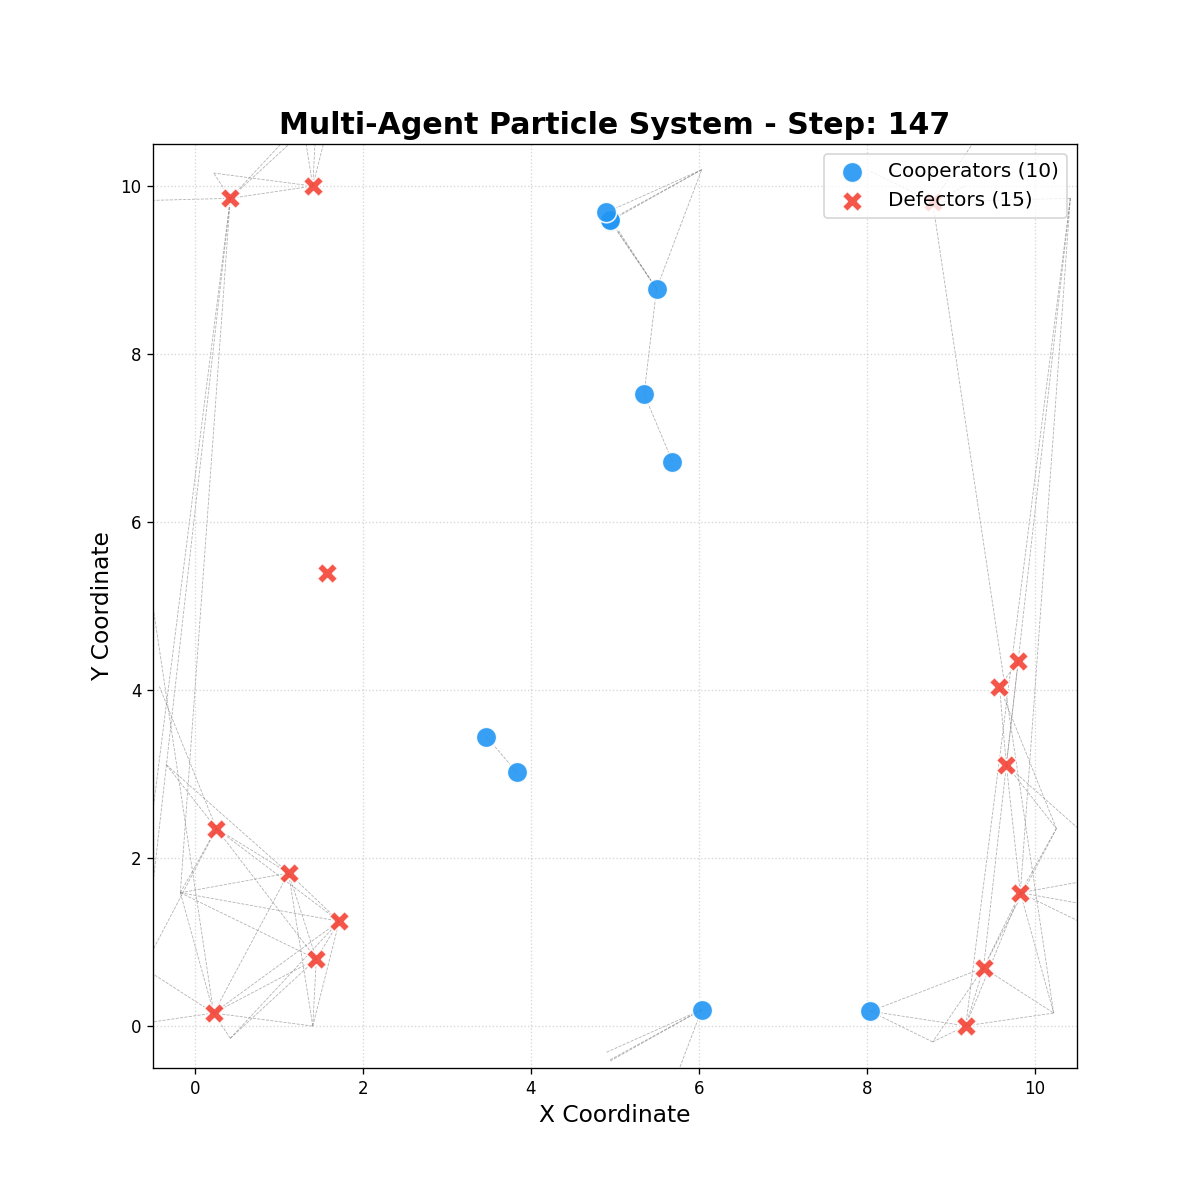 Multi-Agent Particle System - Step: 147
Cooperators (10)
Defectors (15)
Y Coordinate
10
8
6
4
2
0
0
2
4
6
8
10
X Coordinate